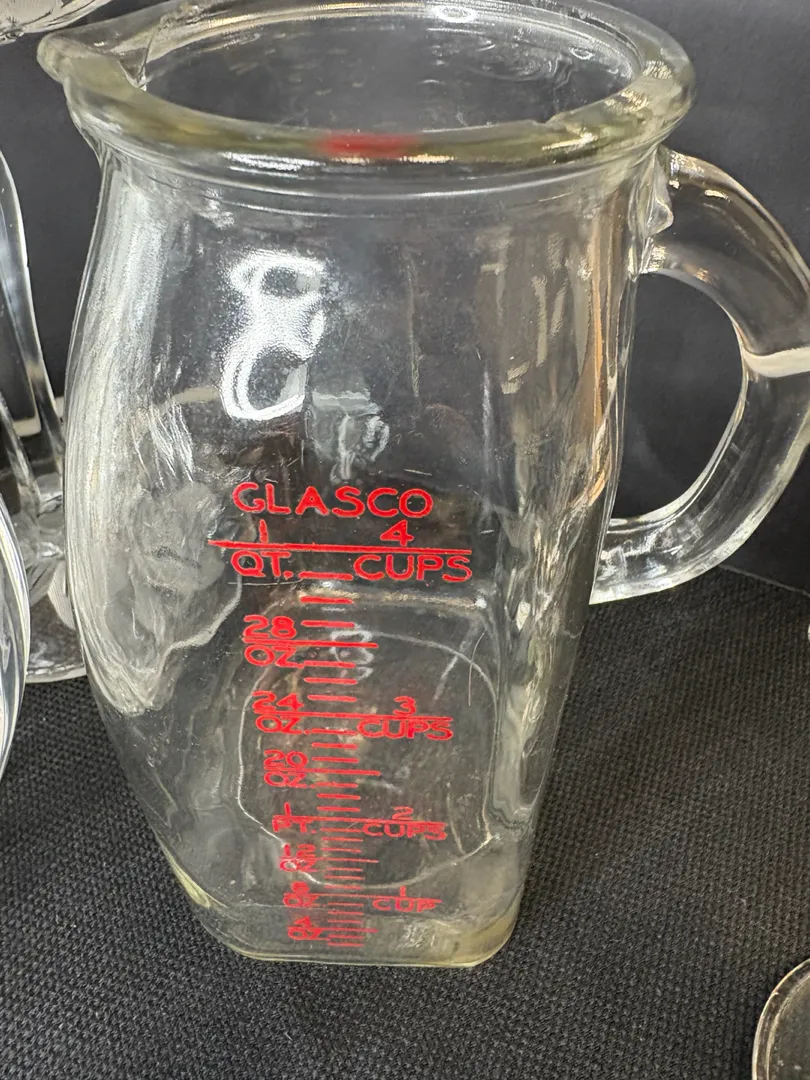 GLASCO
1 4
QT. CUPS
28
OZ
24 3
OZ CUPS
20
OZ
1 2
PT. CUPS
12
OZ
8 1
OZ CUP
4
OZ